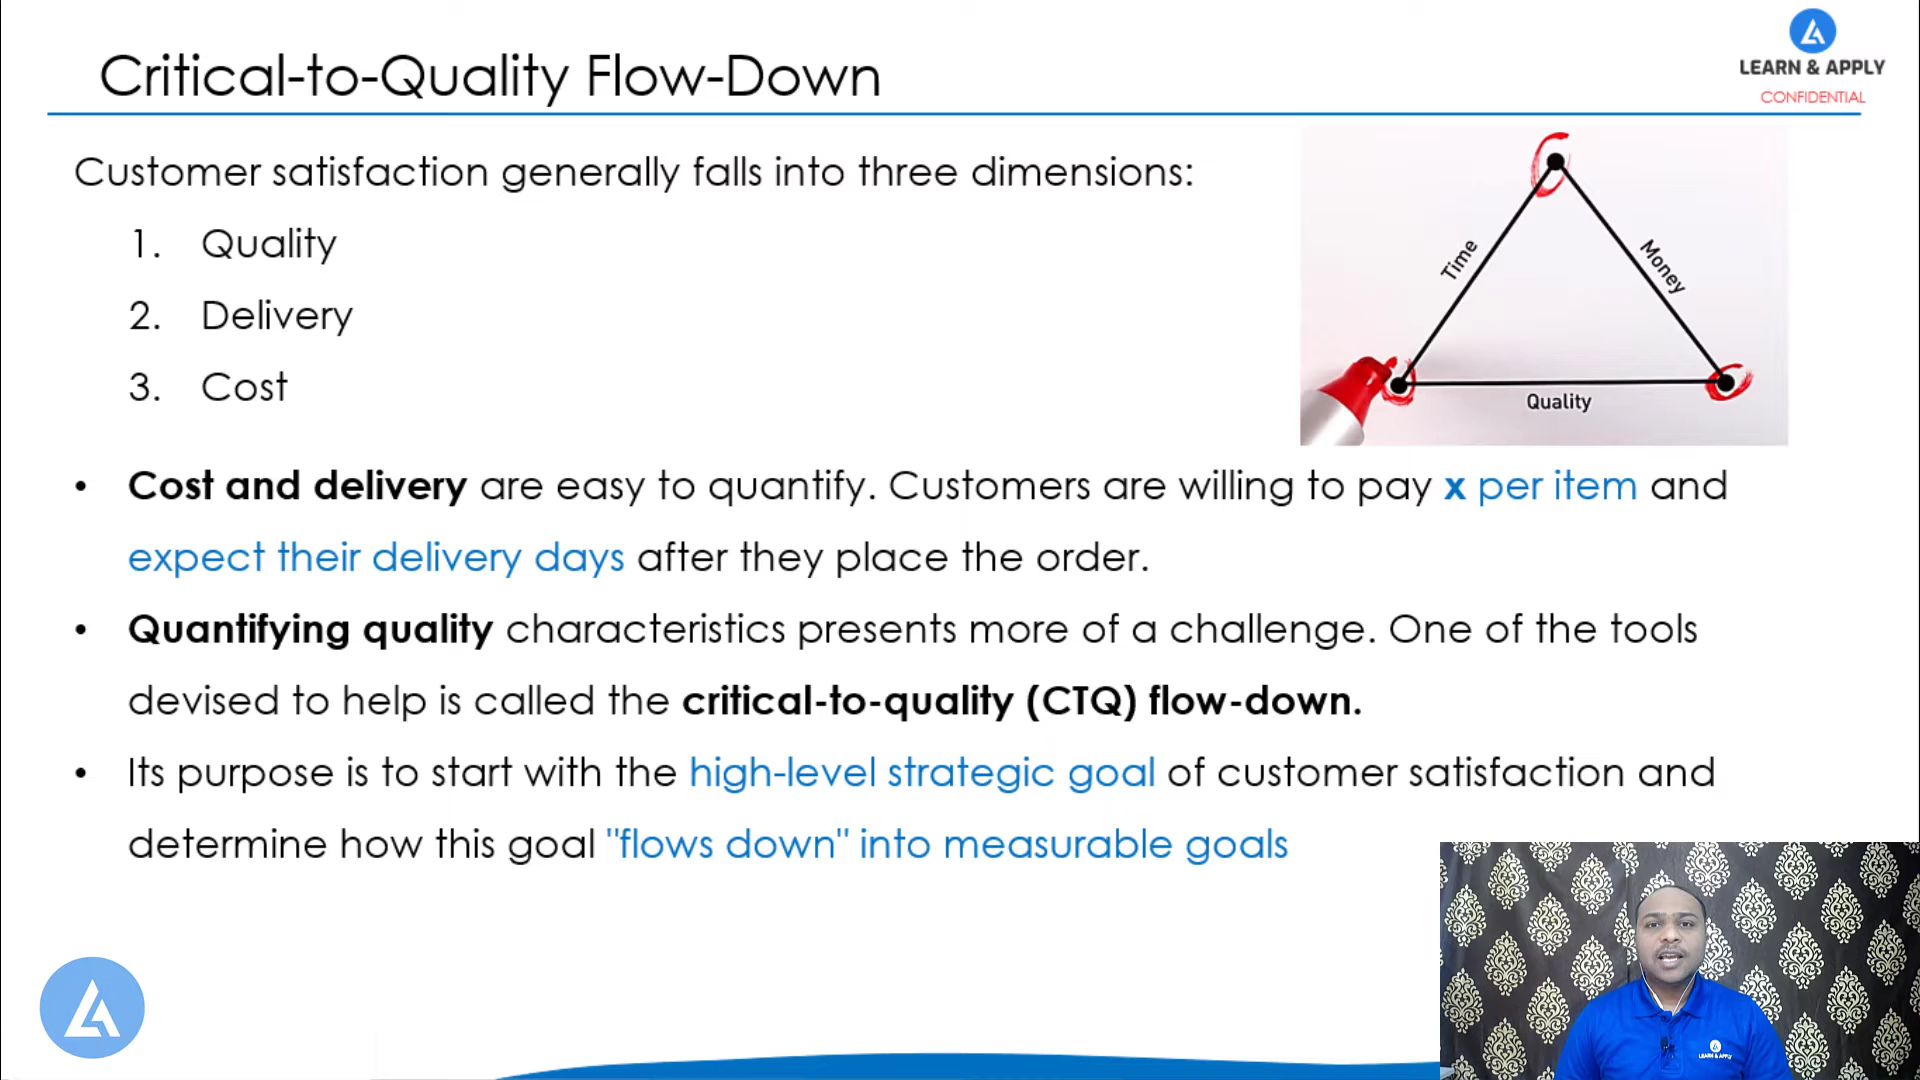 Critical-to-Quality Flow-Down
LEARN & APPLY
CONFIDENTIAL
Customer satisfaction generally falls into three dimensions:
1. Quality
2. Delivery
3. Cost
Time
Money
Quality
• Cost and delivery are easy to quantify. Customers are willing to pay x per item and
expect their delivery days after they place the order.
• Quantifying quality characteristics presents more of a challenge. One of the tools
devised to help is called the critical-to-quality (CTQ) flow-down.
• Its purpose is to start with the high-level strategic goal of customer satisfaction and
determine how this goal "flows down" into measurable goals
LEARN & APPLY